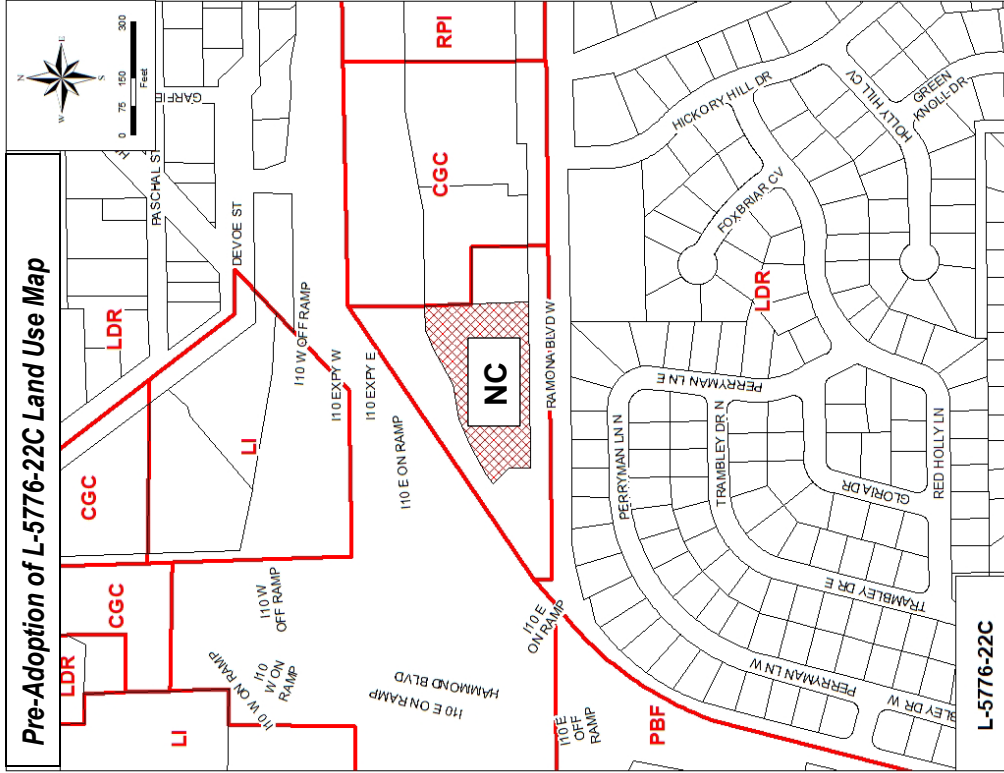 Pre-Adoption of L-5776-22C Land Use Map
N
W
E
S
0
75
150
300
Feet
GARFIE
PASCHAL ST
DEVOE ST
LDR
CGC
LI
CGC
LDR
LI
RPI
CGC
I10 W OFF RAMP
I10 EXPY W
I10 EXPY E
I10 E ON RAMP
I10 W
OFF RAMP
I10 W ON RAMP
I10
W ON
RAMP
HAMMOND BLVD
I10 E ON RAMP
I10 E
ON RAMP
I10 E
OFF
RAMP
NC
RAMONA BLVD W
HICKORY HILL DR
HOLLY HILL CV
GREEN
KNOLL DR
FOXBRIAR CV
LDR
PERRYMAN LN E
PERRYMAN LN N
TRAMBLEY DR N
GLORIA DR
RED HOLLY LN
TRAMBLEY DR E
PERRYMAN LN W
BLEY DR W
PBF
L-5776-22C